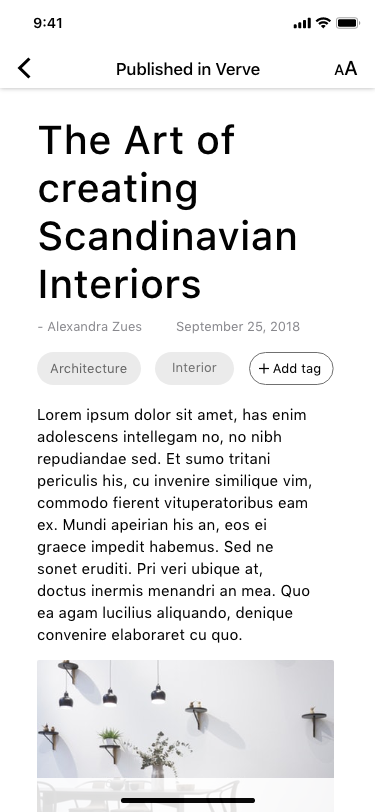 9:41
Published in Verve
AA
The Art of
creating
Scandinavian
Interiors
- Alexandra Zues September 25, 2018
Architecture Interior + Add tag
Lorem ipsum dolor sit amet, has enim
adolescens intellegam no, no nibh
repudiandae sed. Et sumo tritani
periculis his, cu invenire similique vim,
commodo fierent vituperatoribus eam
ex. Mundi apeirian his an, eos ei
graece impedit habemus. Sed ne
sonet eruditi. Pri veri ubique at,
doctus inermis menandri an mea. Quo
ea agam lucilius aliquando, denique
convenire elaboraret cu quo.